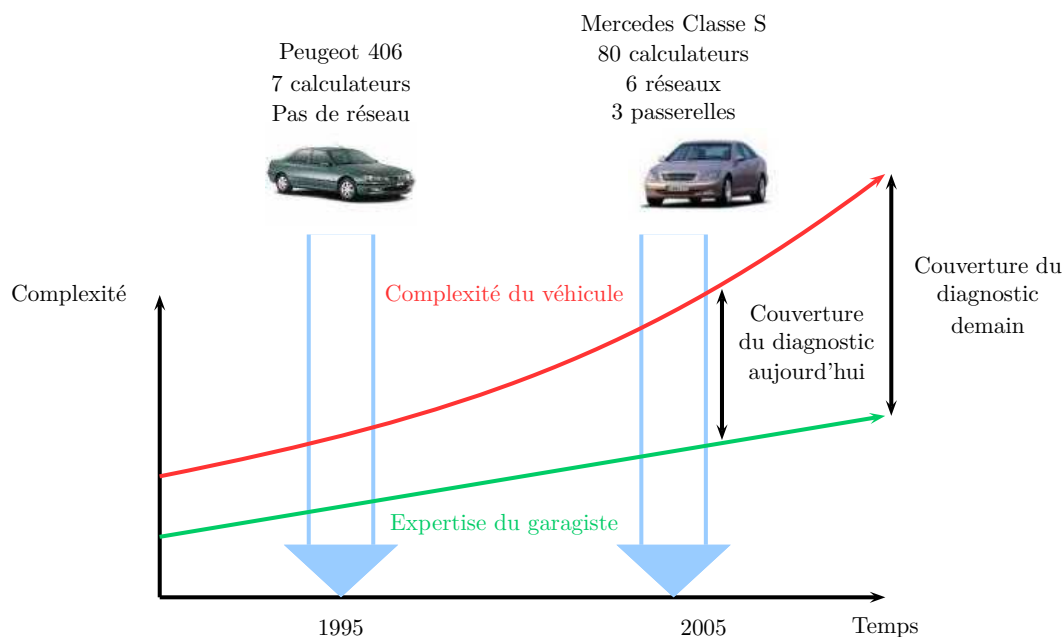 Peugeot 406
7 calculateurs
Pas de réseau
Mercedes Classe S
80 calculateurs
6 réseaux
3 passerelles
Complexité
Complexité du véhicule
Couverture
du diagnostic
aujourd'hui
Couverture du
diagnostic
demain
Expertise du garagiste
1995
2005
Temps